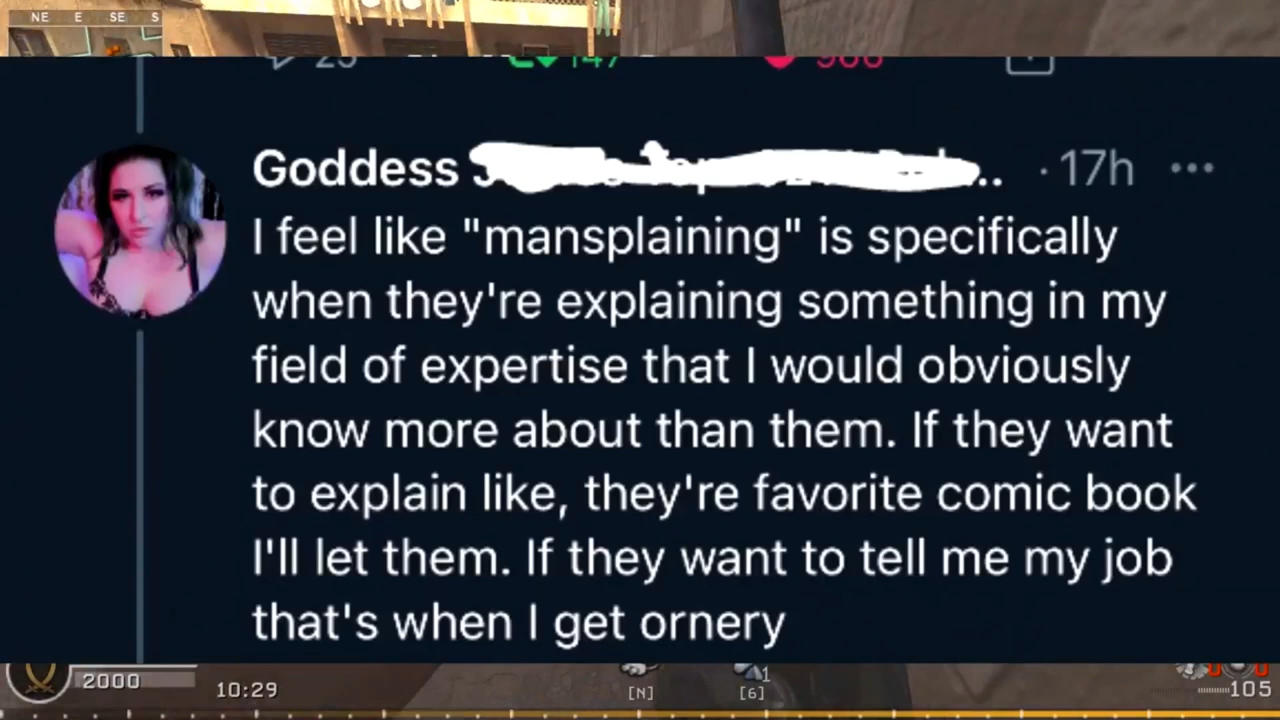 NE E SE S
Goddess
· 17h ...
I feel like "mansplaining" is specifically
when they're explaining something in my
field of expertise that I would obviously
know more about than them. If they want
to explain like, they're favorite comic book
I'll let them. If they want to tell me my job
that's when I get ornery
2000
10:29
[N]
1
[6]
105